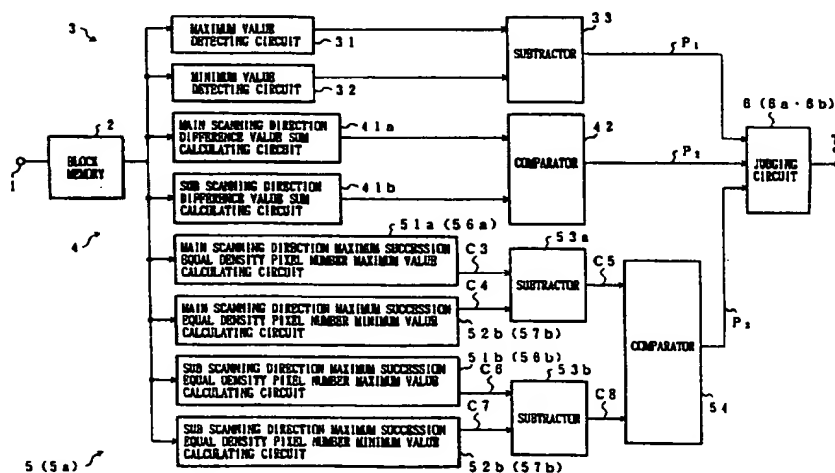 3
MAXIMUM VALUE
DETECTING CIRCUIT
31
MINIMUM VALUE
DETECTING CIRCUIT
32
33
SUBTRACTOR
P1
2
BLOCK
MEMORY
1
MAIN SCANNING DIRECTION
DIFFERENCE VALUE SUM
CALCULATING CIRCUIT
41a
SUB SCANNING DIRECTION
DIFFERENCE VALUE SUM
CALCULATING CIRCUIT
41b
42
COMPARATOR
P2
6 (6a・6b)
JUDGING
CIRCUIT
7
4
51a (56a)
MAIN SCANNING DIRECTION MAXIMUM SUCCESSION
EQUAL DENSITY PIXEL NUMBER MAXIMUM VALUE
CALCULATING CIRCUIT
C3
MAIN SCANNING DIRECTION MAXIMUM SUCCESSION
EQUAL DENSITY PIXEL NUMBER MINIMUM VALUE
CALCULATING CIRCUIT
C4
52b (57b)
53a
SUBTRACTOR
C5
51b (56b)
SUB SCANNING DIRECTION MAXIMUM SUCCESSION
EQUAL DENSITY PIXEL NUMBER MAXIMUM VALUE
CALCULATING CIRCUIT
C6
SUB SCANNING DIRECTION MAXIMUM SUCCESSION
EQUAL DENSITY PIXEL NUMBER MINIMUM VALUE
CALCULATING CIRCUIT
C7
52b (57b)
53b
SUBTRACTOR
C8
COMPARATOR
54
P3
5 (5a)